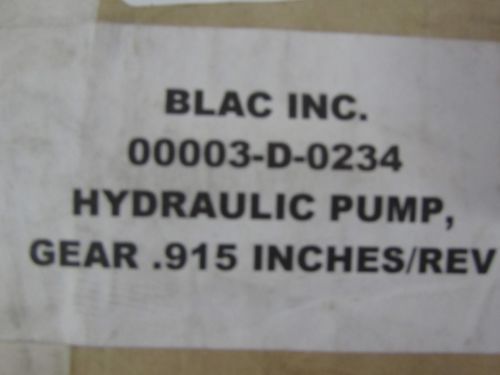 BLAC INC.
00003-D-0234
HYDRAULIC PUMP,
GEAR .915 INCHES/REV